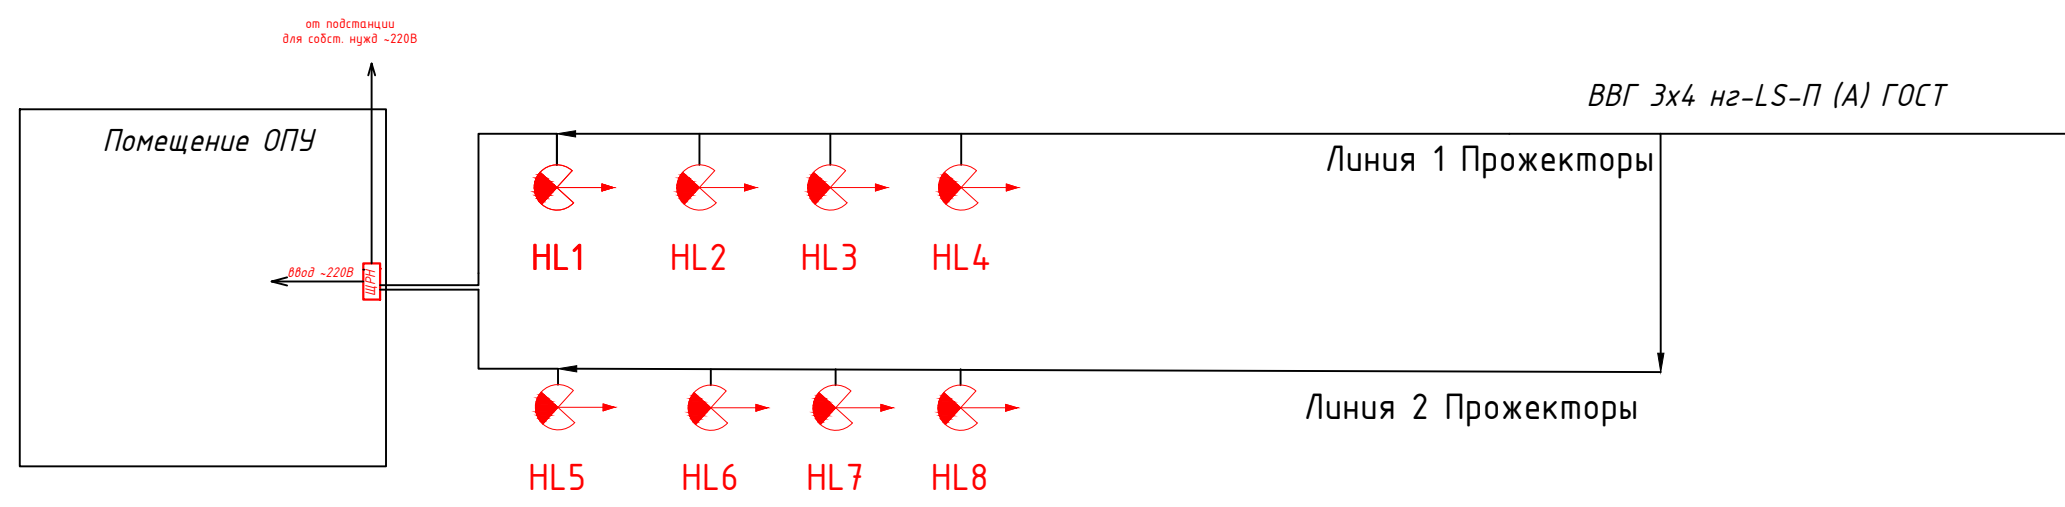 от подстанции
для собст. нужд ~220В
ВВГ 3х4 нг-LS-П (А) ГОСТ
Помещение ОПУ
Линия 1 Прожекторы
HL1 HL2 HL3 HL4
ввод ~220В
ЩРН
Линия 2 Прожекторы
HL5 HL6 HL7 HL8